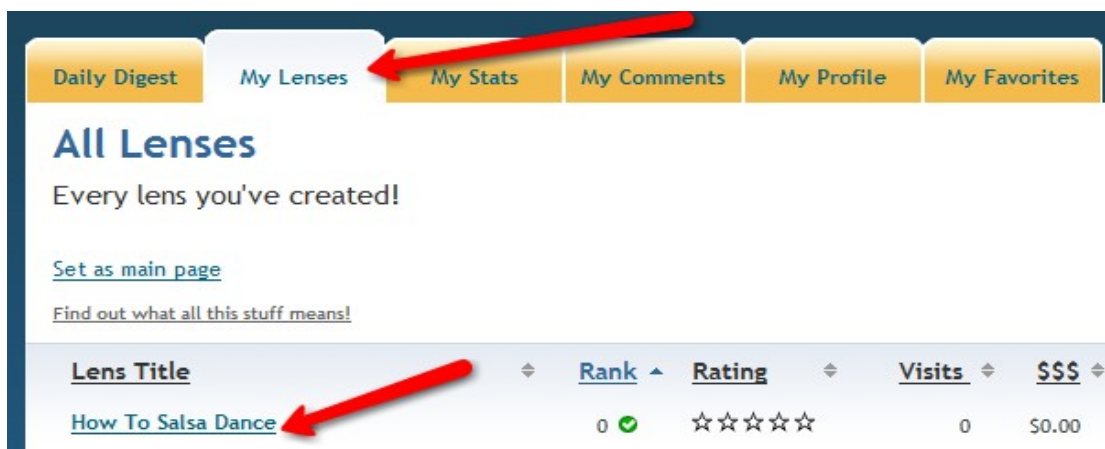 Daily Digest My Lenses My Stats My Comments My Profile My Favorites
All Lenses
Every lens you've created!
Set as main page
Find out what all this stuff means!
Lens Title Rank Rating Visits $$$
How To Salsa Dance 0 0 $0.00